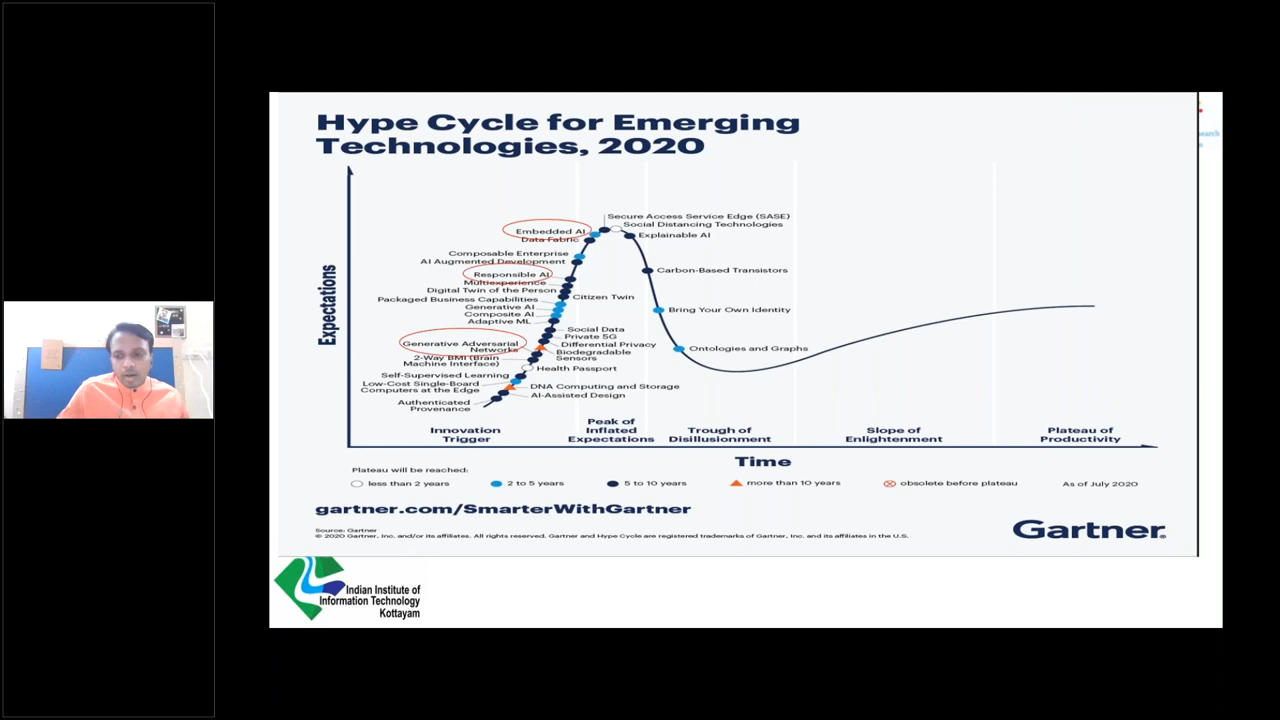 Hype Cycle for Emerging
Technologies, 2020
Expectations
Secure Access Service Edge (SASE)
Social Distancing Technologies
Embedded AI
Explainable AI
Data Fabric
Composable Enterprise
AI Augmented Development
Carbon-Based Transistors
Responsible AI
Multiexperience
Digital Twin of the Person
Citizen Twin
Packaged Business Capabilities
Generative AI
Bring Your Own Identity
Composite AI
Adaptive ML
Social Data
Private 5G
Generative Adversarial
Networks
Differential Privacy
Ontologies and Graphs
Biodegradable
Sensors
2-Way BMI (Brain
Machine Interface)
Health Passport
Self-Supervised Learning
Low-Cost Single-Board
Computers at the Edge
DNA Computing and Storage
AI-Assisted Design
Authenticated
Provenance
Innovation
Trigger
Peak of
Inflated
Expectations
Trough of
Disillusionment
Slope of
Enlightenment
Plateau of
Productivity
Time
Plateau will be reached:
less than 2 years
2 to 5 years
5 to 10 years
more than 10 years
obsolete before plateau
As of July 2020
gartner.com/SmarterWithGartner
Source: Gartner
© 2020 Gartner, Inc. and/or its affiliates. All rights reserved. Gartner and Hype Cycle are registered trademarks of Gartner, Inc. and its affiliates in the U.S.
Gartner®
Indian Institute of
Information Technology
Kottayam